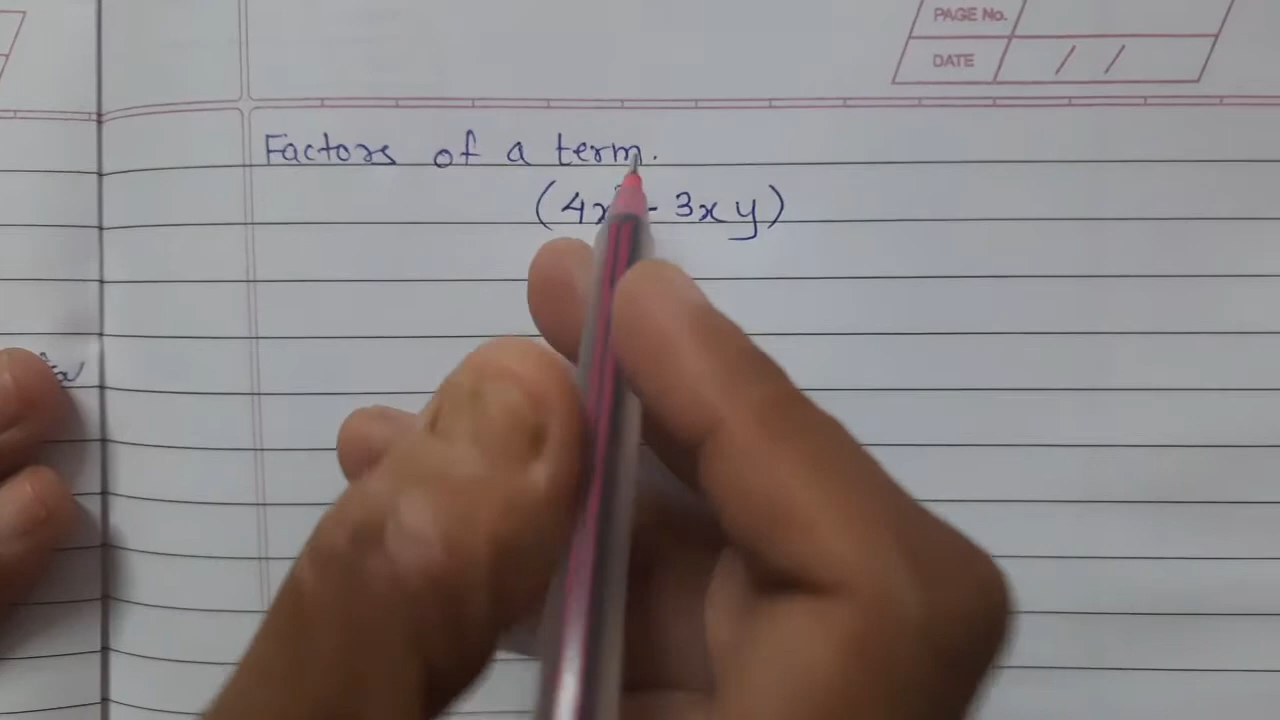 PAGE No.
DATE / /
Factors of a term.
(4x - 3xy)